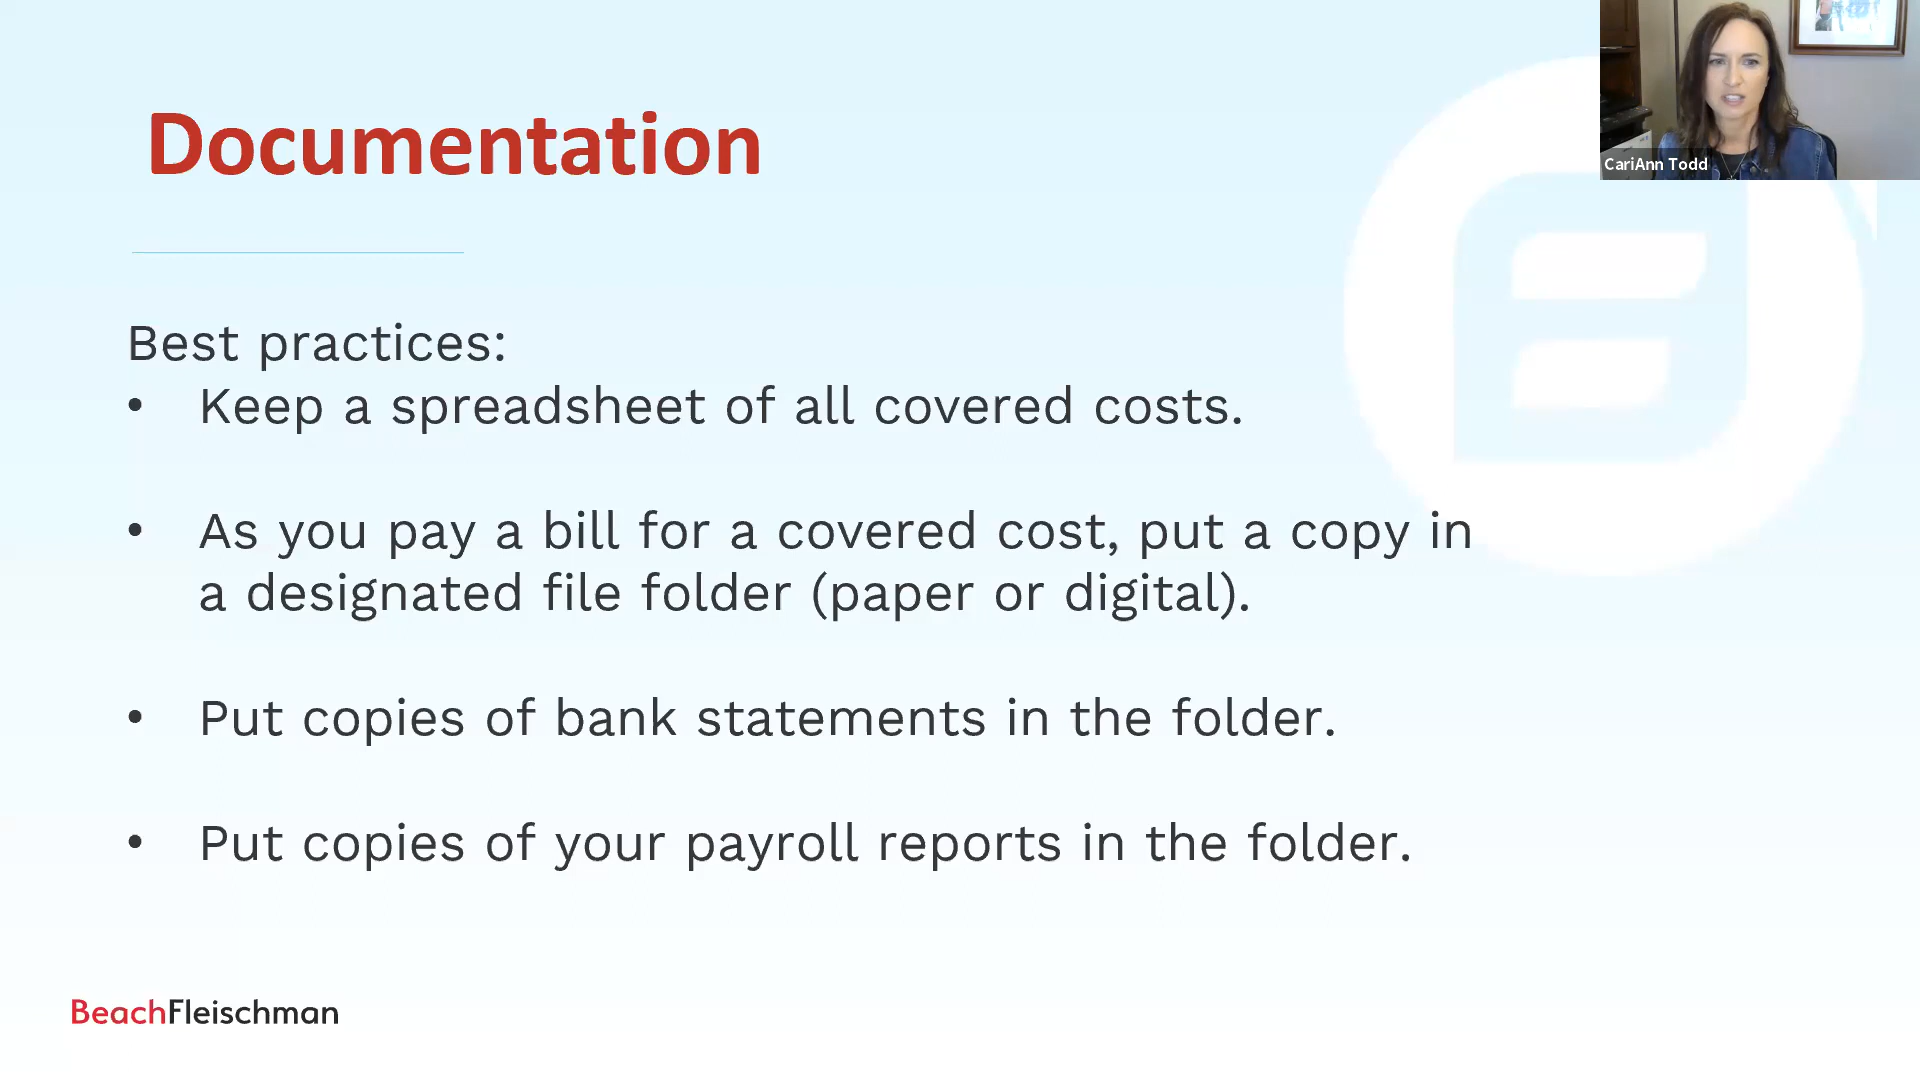 Documentation
CariAnn Todd
Best practices:
• Keep a spreadsheet of all covered costs.
• As you pay a bill for a covered cost, put a copy in
a designated file folder (paper or digital).
• Put copies of bank statements in the folder.
• Put copies of your payroll reports in the folder.
BeachFleischman